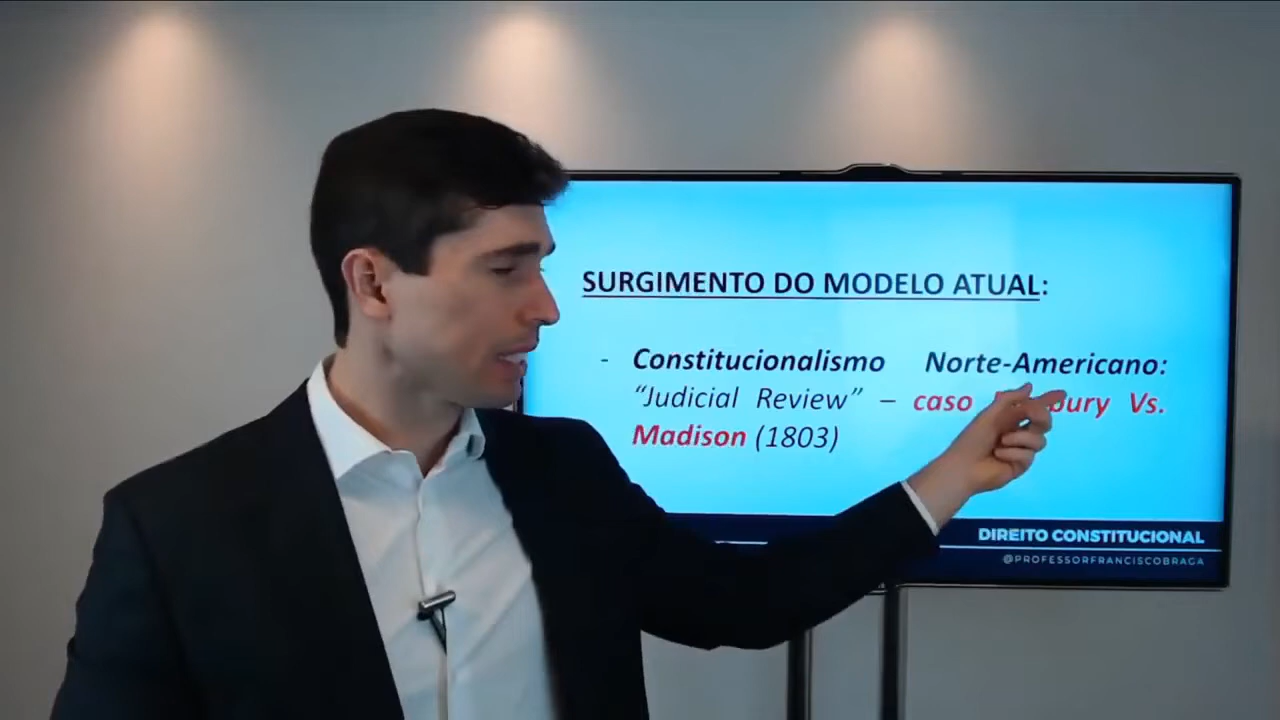 SURGIMENTO DO MODELO ATUAL:
- Constitucionalismo Norte-Americano:
“Judicial Review” – caso Vs.
Madison (1803)
DIREITO CONSTITUCIONAL
@PROFESSORFRANCISCOBRAGA